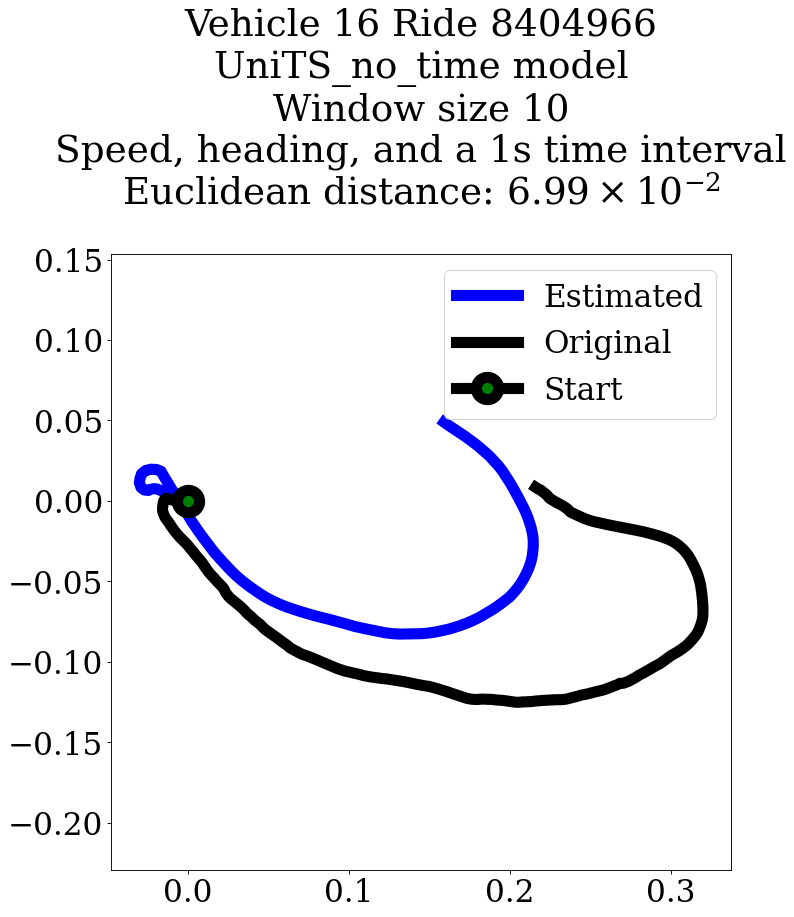 Vehicle 16 Ride 8404966
UniTS_no_time model
Window size 10
Speed, heading, and a 1s time interval
Euclidean distance: 6.99 × 10⁻²
Estimated
Original
Start
0.15
0.10
0.05
0.00
−0.05
−0.10
−0.15
−0.20
0.0 0.1 0.2 0.3